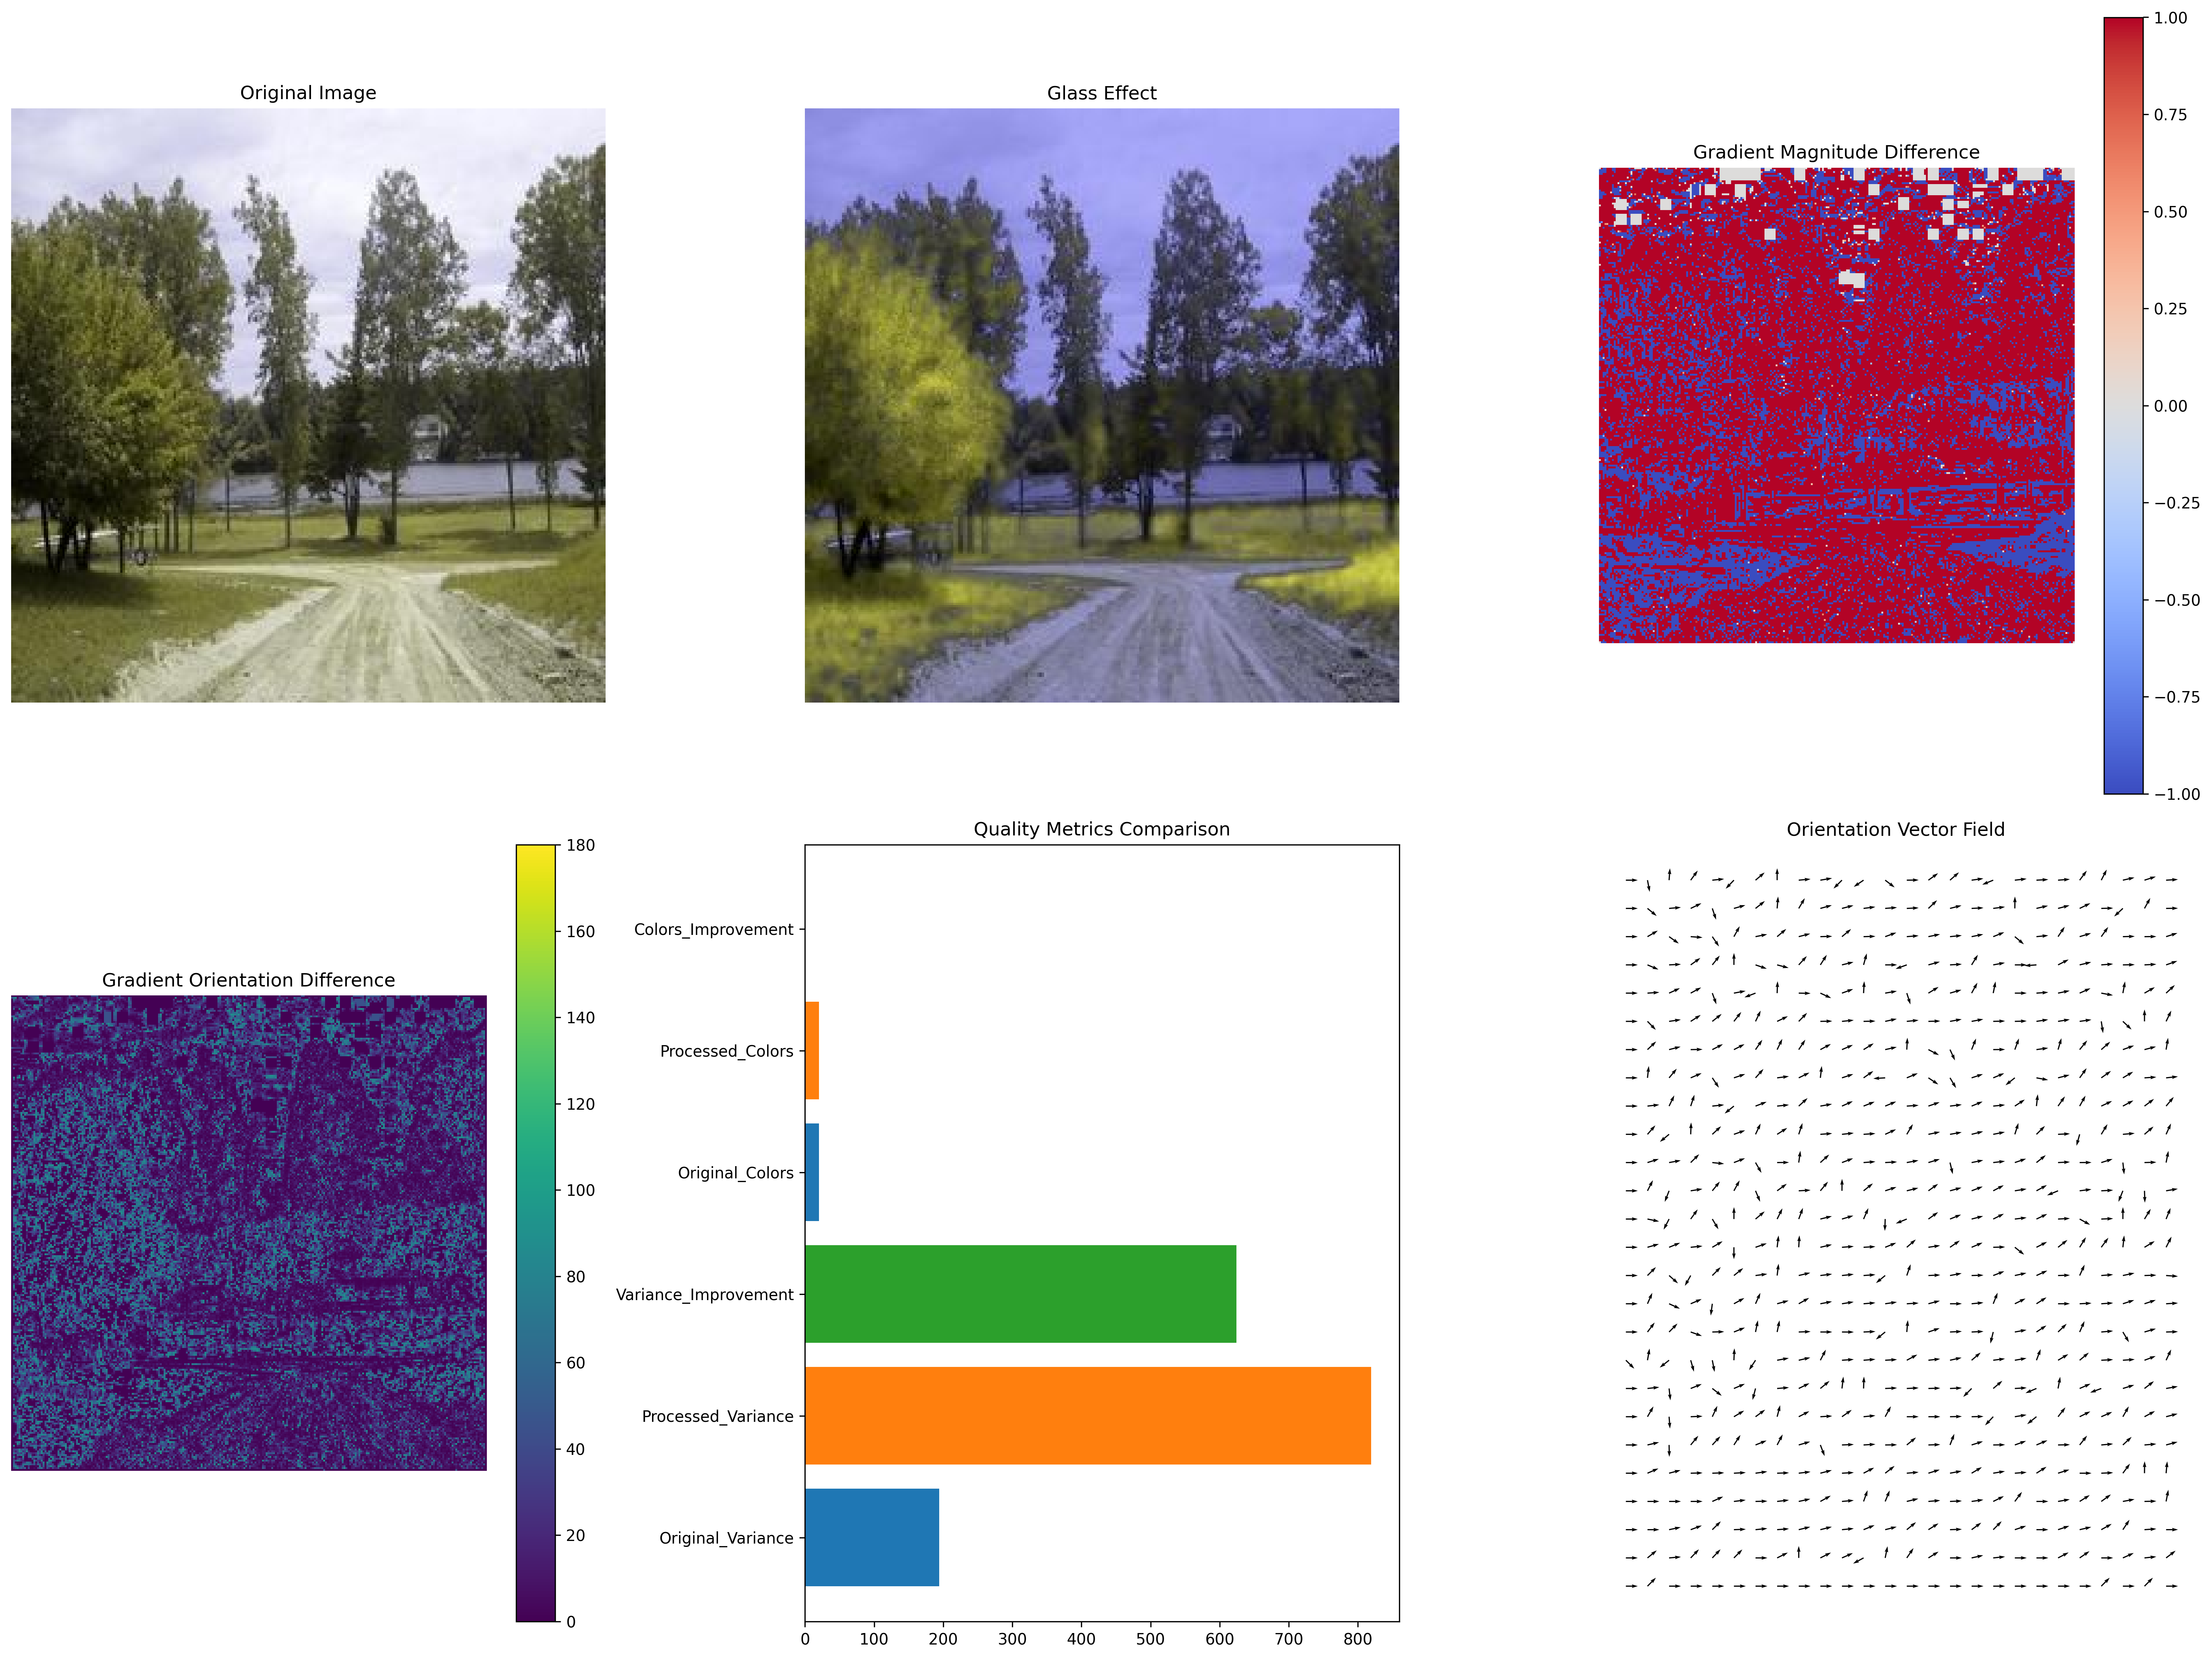 Original Image
Glass Effect
Gradient Magnitude Difference
1.00
0.75
0.50
0.25
0.00
−0.25
−0.50
−0.75
−1.00
Gradient Orientation Difference
180
160
140
120
100
80
60
40
20
0
Quality Metrics Comparison
Colors_Improvement
Processed_Colors
Original_Colors
Variance_Improvement
Processed_Variance
Original_Variance
0 100 200 300 400 500 600 700 800
Orientation Vector Field